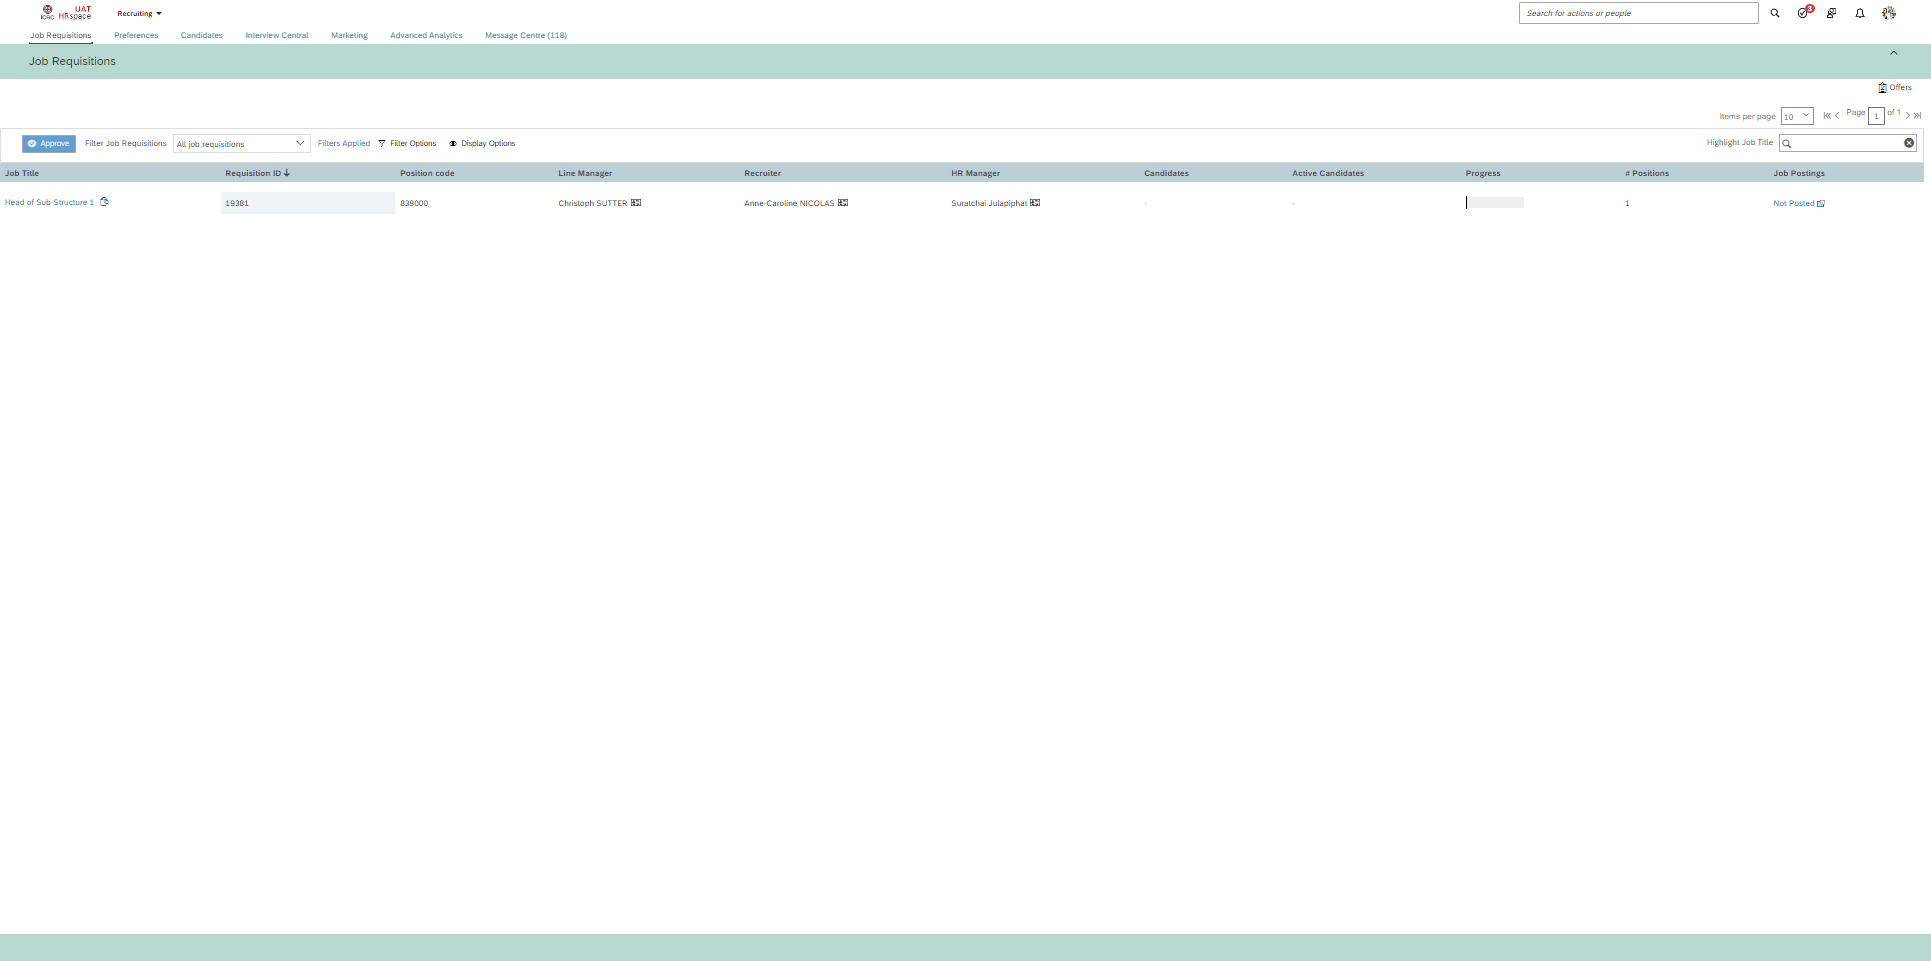 ICRC UAT HRspace Recruiting Search for actions or people 3
Job Requisitions Preferences Candidates Interview Central Marketing Advanced Analytics Message Centre (118)
Job Requisitions
Offers
Items per page 10 Page 1 of 1
Approve Filter Job Requisitions All job requisitions Filters Applied Filter Options Display Options Highlight Job Title
Job Title Requisition ID Position code Line Manager Recruiter HR Manager Candidates Active Candidates Progress # Positions Job Postings
Head of Sub-Structure 1 19381 839000 Christoph SUTTER Anne-Caroline NICOLAS Suratchai Julapiphat - - 1 Not Posted